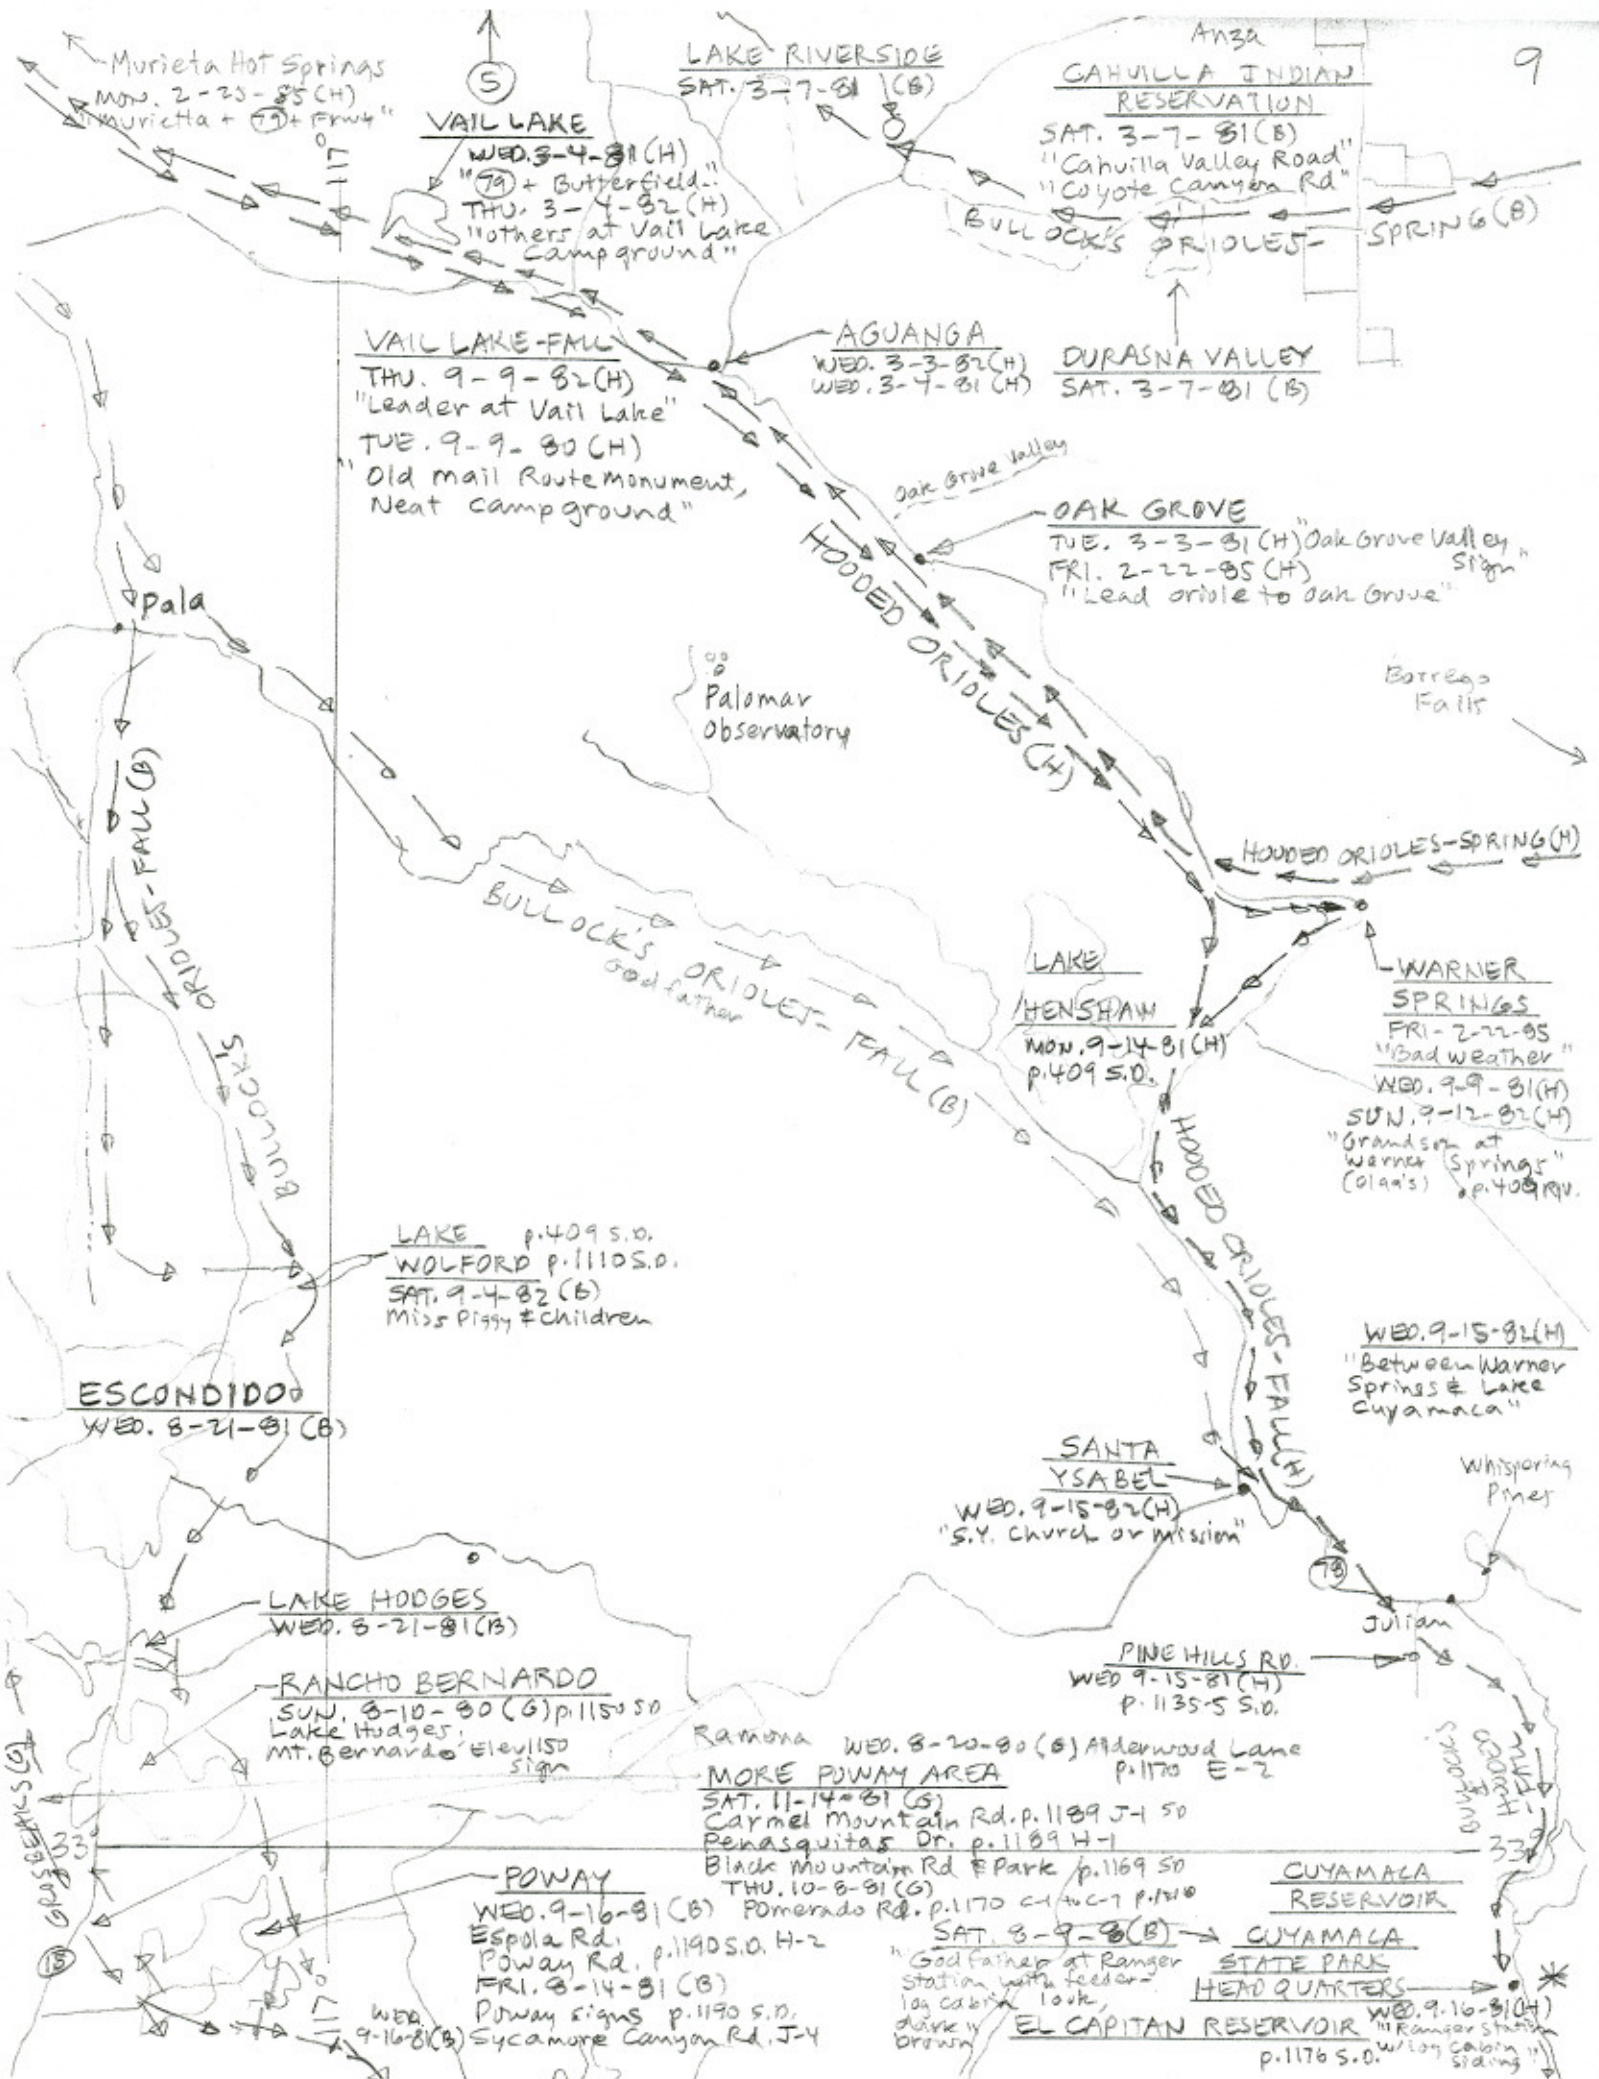 9
Murieta Hot Springs
MON. 2-25-85 (H)
"Murietta + 79 + Frwy"
5
VAIL LAKE
WED. 3-4-81 (H)
"79 + Butterfield"
THU. 3-4-82 (H)
"others at Vail Lake
Campground"
117°
LAKE RIVERSIDE
SAT. 3-7-81 (B)
Anza
CAHUILLA INDIAN
RESERVATION
SAT. 3-7-81 (B)
"Cahuilla Valley Road"
"Coyote Canyon Rd"
BULLOCK'S ORIOLES- SPRING (B)
VAIL LAKE-FALL
THU. 9-9-82 (H)
"Leader at Vail Lake"
TUE. 9-9-80 (H)
"Old Mail Route Monument,
Neat Campground"
AGUANGA
WED. 3-3-82 (H)
WED. 3-4-81 (H)
DURASNA VALLEY
SAT. 3-7-81 (B)
Oak Grove Valley
OAK GROVE
TUE. 3-3-81 (H) "Oak Grove Valley
Sign"
FRI. 2-22-85 (H)
"Lead oriole to Oak Grove"
HOODED ORIOLES (H)
Pala
Palomar
Observatory
Borrego
Falls
BULLOCK'S ORIOLES-FALL (B)
HOODED ORIOLES-SPRING (H)
BULLOCK'S ORIOLES-FALL (B)
Godfather
LAKE
HENSHAW
MON. 9-14-81 (H)
p.409 S.D.
WARNER
SPRINGS
FRI- 2-22-85
"Bad weather"
WED. 9-9-81 (H)
SUN. 9-12-82 (H)
"Grandson at
Warner Springs"
(Olga's) p.409 RIV.
HOODED ORIOLES-FALL (H)
LAKE p.409 S.D.
WOLFORD p.1110 S.D.
SAT. 9-4-82 (B)
Miss Piggy & children
WED. 9-15-82 (H)
"Between Warner
Springs & Lake
Cuyamaca"
ESCONDIDO
WED. 8-21-81 (B)
SANTA
YSABEL
WED. 9-15-82 (H)
"S.Y. Church or Mission"
Whispering
Pines
78
Julian
LAKE HODGES
WED. 8-21-81 (B)
PINE HILLS RD.
WED 9-15-81 (H)
p.1135-5 S.D.
RANCHO BERNARDO
SUN. 8-10-80 (G) p.1150 SD
Lake Hodges,
Mt. Bernardo Elev 1150
sign
Ramona
WED. 8-20-80 (G) Alderwood Lane
p.1170 E-2
MORE POWAY AREA
SAT. 11-14-81 (G)
Carmel Mountain Rd. p.1189 J-1 SD
Penasquitas Dr. p.1189 H-1
Black Mountain Rd & Park p.1169 SD
THU. 10-8-81 (G)
Pomerado Rd. p.1170 C-1 to C-7
GROSBEAKS (G)
33°
15
BULLOCK'S
& HOODED
FALL
33°
POWAY
WED. 9-16-81 (B)
Espola Rd.
Poway Rd. p.1190 S.D. H-2
FRI. 8-14-81 (B)
Poway signs p.1190 S.D.
WED.
9-16-81 (B) Sycamore Canyon Rd. J-4
117°
CUYAMACA
RESERVOIR
SAT. 8-9-8 (B)
"Godfather at Ranger
Station with feeder-
log cabin look,
dark
brown"
CUYAMACA
STATE PARK
HEADQUARTERS
WED. 9-16-81 (H)
"Ranger Station
w/log cabin
siding"
EL CAPITAN RESERVOIR
p.1176 S.D.